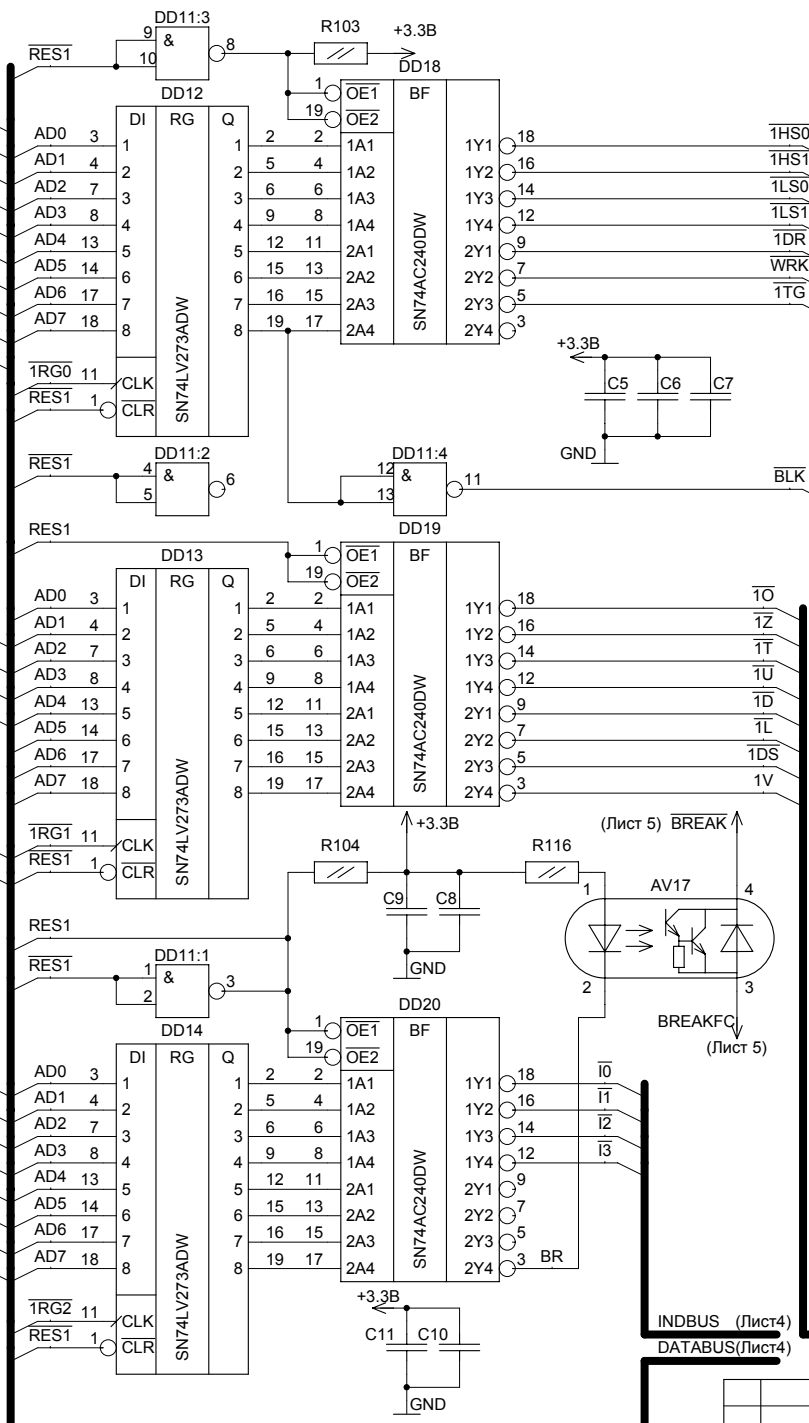 DD11:3
R103
+3.3В
RES1
9
10
&
8
DD18
DD12
1
OE1
BF
19
OE2
DI RG Q
AD0 3 1 1 2 2 1A1 1Y1 18 1HS0
AD1 4 2 2 5 4 1A2 1Y2 16 1HS1
AD2 7 3 3 6 6 1A3 1Y3 14 1LS0
AD3 8 4 4 9 8 1A4 1Y4 12 1LS1
AD4 13 5 5 12 11 2A1 2Y1 9 1DR
AD5 14 6 6 15 13 2A2 2Y2 7 WRK
AD6 17 7 7 16 15 2A3 2Y3 5 1TG
AD7 18 8 8 19 17 2A4 2Y4 3
SN74LV273ADW
SN74AC240DW
1RG0 11 CLK
RES1 1 CLR
+3.3В
C5 C6 C7
GND
DD11:2
RES1
4
5
&
6
DD11:4
12
13
&
11
BLK
RES1
DD19
1
OE1
BF
19
OE2
DD13
DI RG Q
AD0 3 1 1 2 2 1A1 1Y1 18 1O
AD1 4 2 2 5 4 1A2 1Y2 16 1Z
AD2 7 3 3 6 6 1A3 1Y3 14 1T
AD3 8 4 4 9 8 1A4 1Y4 12 1U
AD4 13 5 5 12 11 2A1 2Y1 9 1D
AD5 14 6 6 15 13 2A2 2Y2 7 1L
AD6 17 7 7 16 15 2A3 2Y3 5 1DS
AD7 18 8 8 19 17 2A4 2Y4 3 1V
SN74LV273ADW
SN74AC240DW
1RG1 11 CLK
RES1 1 CLR
+3.3В
(Лист 5) BREAK
R104
R116
C9 C8
GND
AV17
1
4
2
3
BREAKFC
(Лист 5)
RES1
DD11:1
RES1
1
2
&
3
DD20
1
OE1
BF
19
OE2
DD14
DI RG Q
AD0 3 1 1 2 2 1A1 1Y1 18 I0
AD1 4 2 2 5 4 1A2 1Y2 16 I1
AD2 7 3 3 6 6 1A3 1Y3 14 I2
AD3 8 4 4 9 8 1A4 1Y4 12 I3
AD4 13 5 5 12 11 2A1 2Y1 9
AD5 14 6 6 15 13 2A2 2Y2 7
AD6 17 7 7 16 15 2A3 2Y3 5
AD7 18 8 8 19 17 2A4 2Y4 3 BR
SN74LV273ADW
SN74AC240DW
1RG2 11 CLK
RES1 1 CLR
+3.3В
C11 C10
GND
INDBUS (Лист4)
DATABUS(Лист4)